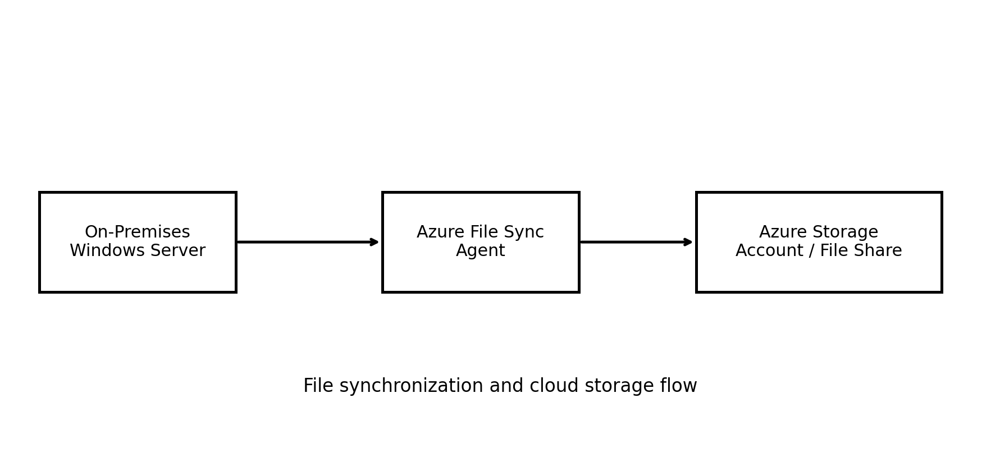 On-Premises
Windows Server
Azure File Sync
Agent
Azure Storage
Account / File Share
File synchronization and cloud storage flow